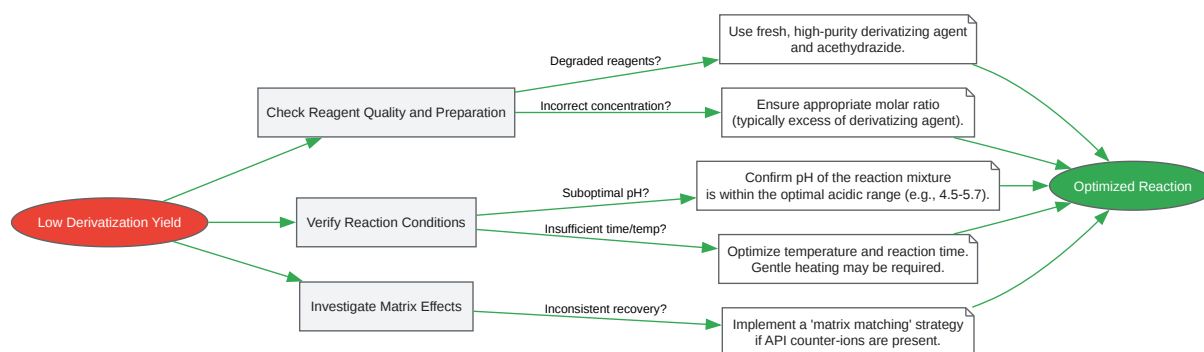 Low Derivatization Yield
Check Reagent Quality and Preparation
Verify Reaction Conditions
Investigate Matrix Effects
Degraded reagents?
Incorrect concentration?
Suboptimal pH?
Insufficient time/temp?
Inconsistent recovery?
Use fresh, high-purity derivatizing agent
and acethydrazide.
Ensure appropriate molar ratio
(typically excess of derivatizing agent).
Confirm pH of the reaction mixture
is within the optimal acidic range (e.g., 4.5-5.7).
Optimize temperature and reaction time.
Gentle heating may be required.
Implement a 'matrix matching' strategy
if API counter-ions are present.
Optimized Reaction